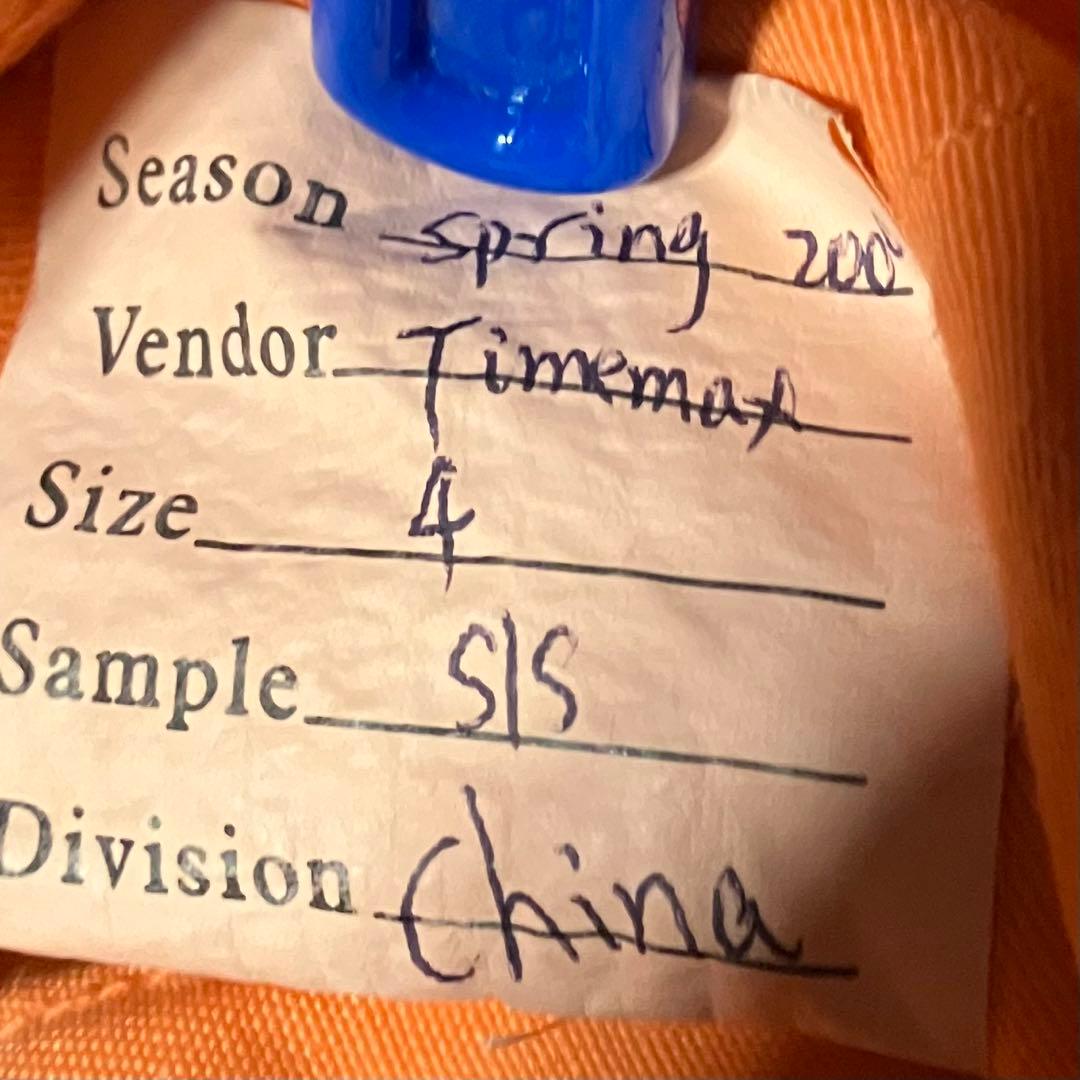 Season spring 200
Vendor Timemax
Size 4
Sample S/S
Division China